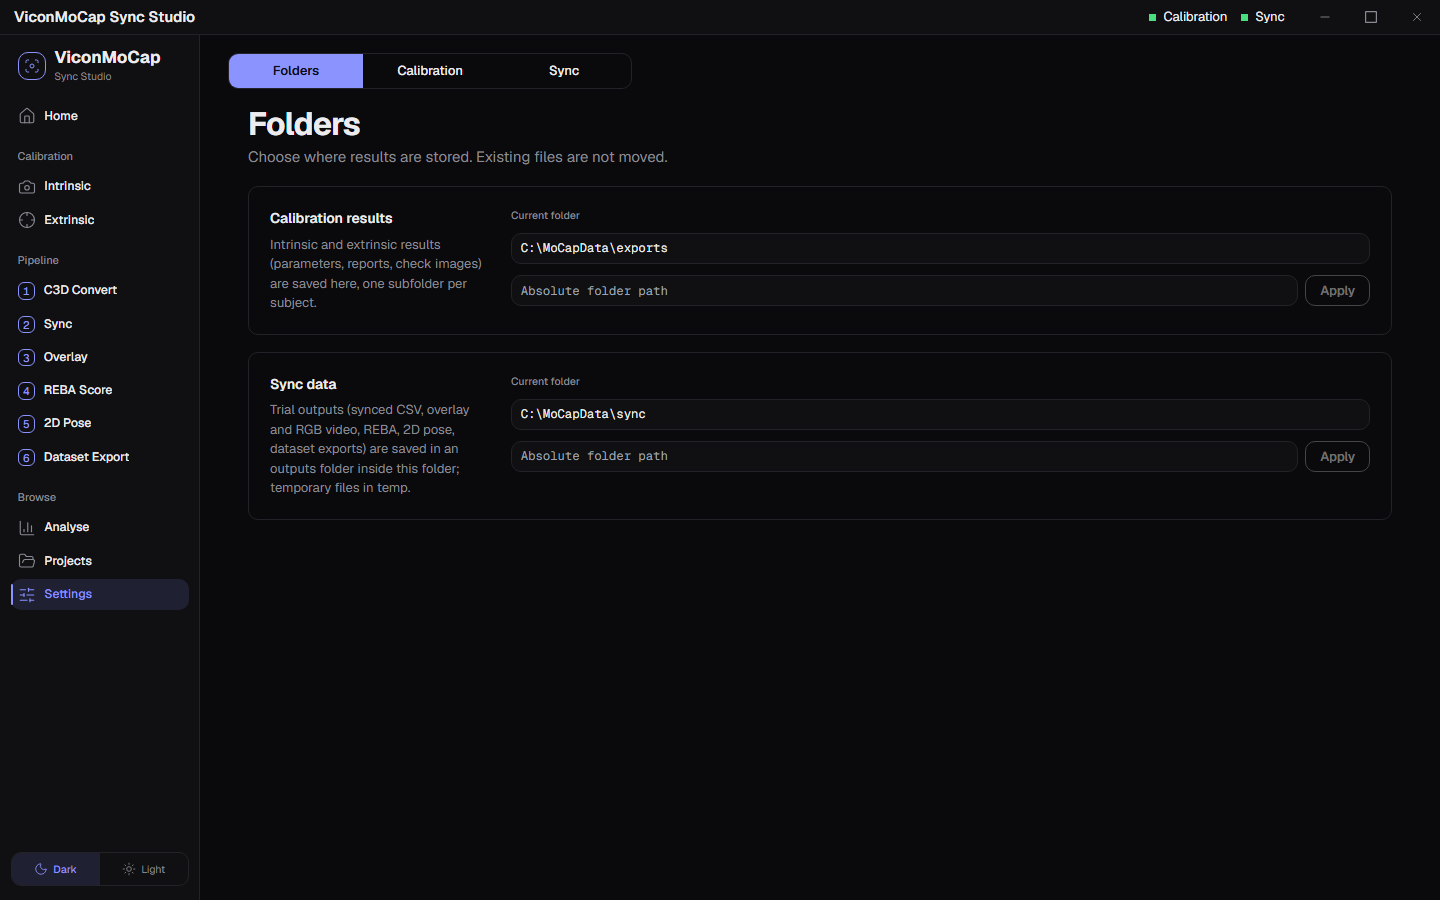 ViconMoCap Sync Studio
Calibration
Sync
ViconMoCap
Sync Studio
Home
Calibration
Intrinsic
Extrinsic
Pipeline
1 C3D Convert
2 Sync
3 Overlay
4 REBA Score
5 2D Pose
6 Dataset Export
Browse
Analyse
Projects
Settings
Dark
Light
Folders
Calibration
Sync
Folders
Choose where results are stored. Existing files are not moved.
Calibration results
Intrinsic and extrinsic results
(parameters, reports, check images)
are saved here, one subfolder per
subject.
Current folder
C:\MoCapData\exports
Absolute folder path
Apply
Sync data
Trial outputs (synced CSV, overlay
and RGB video, REBA, 2D pose,
dataset exports) are saved in an
outputs folder inside this folder;
temporary files in temp.
Current folder
C:\MoCapData\sync
Absolute folder path
Apply